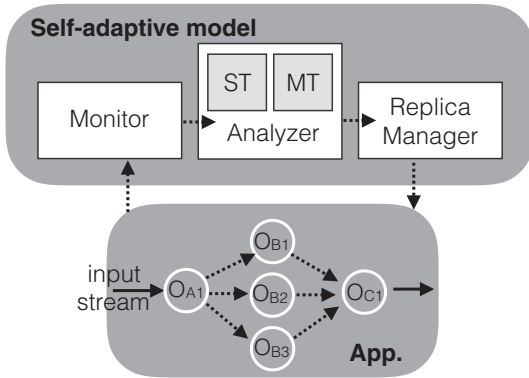 Self-adaptive model
ST MT
Monitor
Analyzer
Replica
Manager
input
stream
OA1
OB1
OB2
OB3
OC1
App.